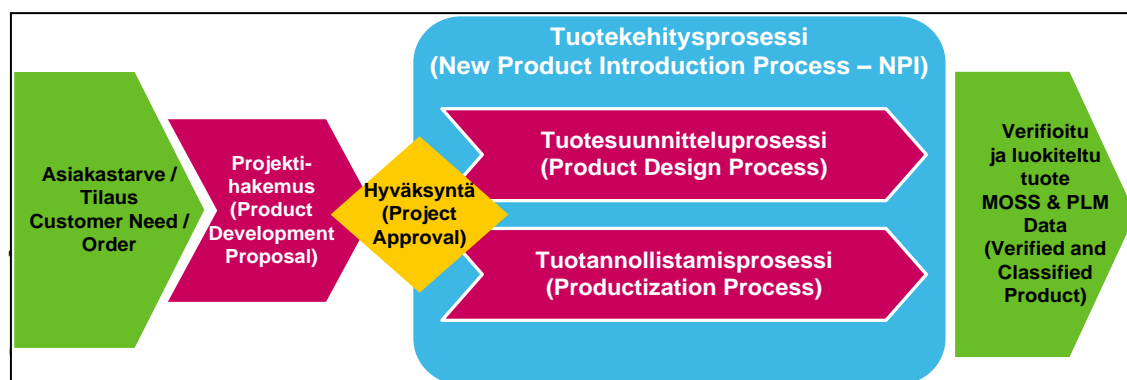 Asiakastarve /
Tilaus
Customer Need /
Order
Projekti-
hakemus
(Product
Development
Proposal)
Hyväksyntä
(Project
Approval)
Tuotekehitysprosessi
(New Product Introduction Process – NPI)
Tuotesuunnitteluprosessi
(Product Design Process)
Tuotannollistamisprosessi
(Productization Process)
Verifioitu
ja luokiteltu
tuote
MOSS & PLM
Data
(Verified and
Classified
Product)